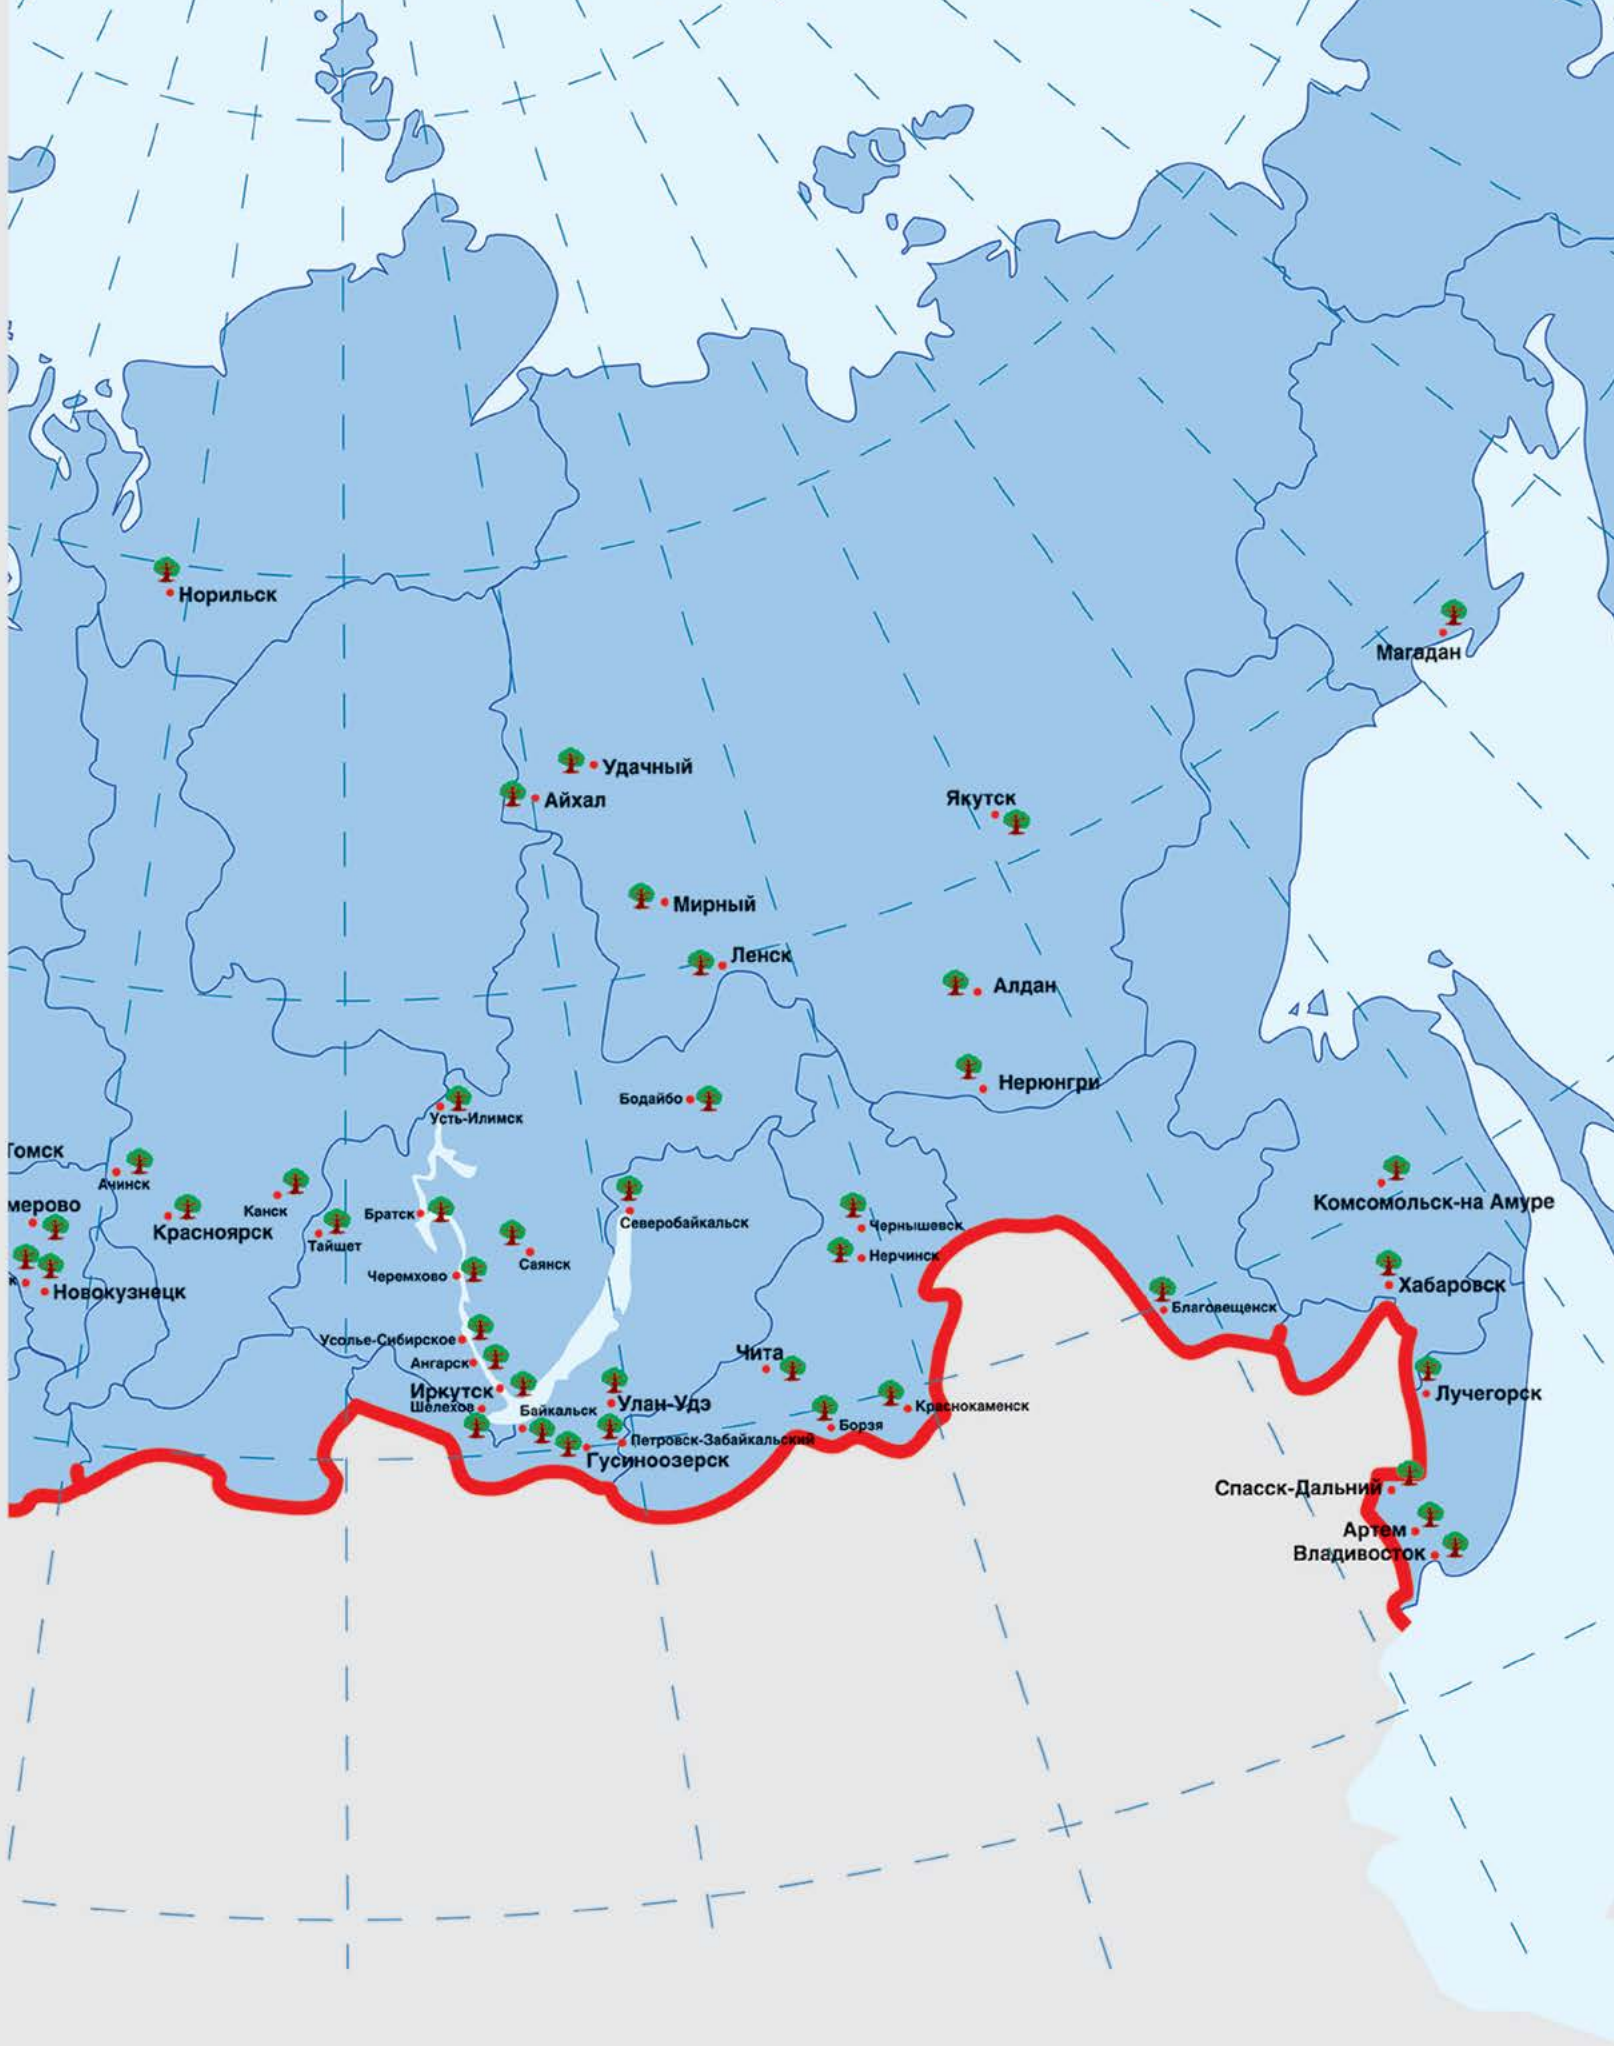 Норильск
Магадан
Удачный
Айхал
Якутск
Мирный
Ленск
Алдан
Нерюнгри
Бодайбо
Усть-Илимск
Томск
Ачинск
мерово
Канск
Красноярск
Тайшет
Братск
Северобайкальск
Саянск
Чернышевск
Нерчинск
Комсомольск-на Амуре
Черемхово
к
Новокузнецк
Хабаровск
Благовещенск
Усолье-Сибирское
Ангарск
Чита
Иркутск
Шелехов
Байкальск
Улан-Удэ
Краснокаменск
Лучегорск
Борзя
Петровск-Забайкальский
Гусиноозерск
Спасск-Дальний
Артем
Владивосток